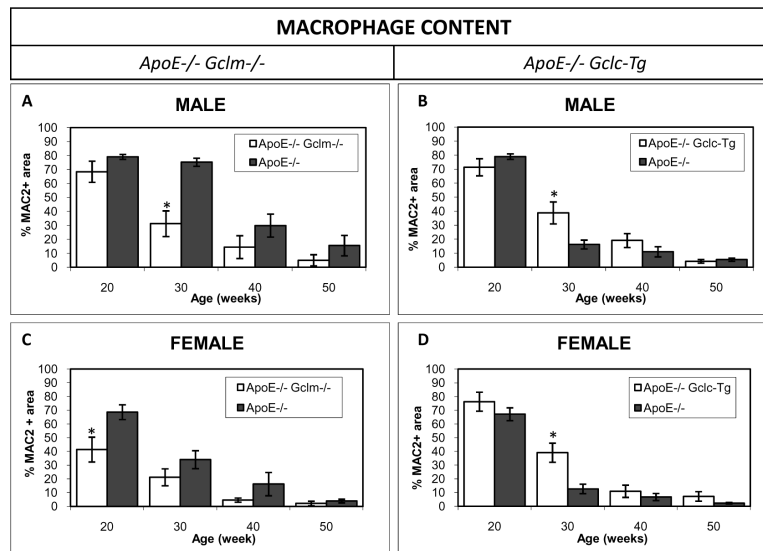 MACROPHAGE CONTENT
ApoE-/- Gclm-/-
ApoE-/- Gclc-Tg
A
MALE
% MAC2+ area
100
90
80
70
60
50
40
30
20
10
0
*
ApoE-/- Gclm-/-
ApoE-/-
20 30 40 50
Age (weeks)
B
MALE
% MAC2+ area
100
90
80
70
60
50
40
30
20
10
0
*
ApoE-/- Gclc-Tg
ApoE-/-
20 30 40 50
Age (weeks)
C
FEMALE
% MAC2 + area
100
90
80
70
60
50
40
30
20
10
0
*
ApoE-/- Gclm-/-
ApoE-/-
20 30 40 50
Age (week)
D
FEMALE
% MAC2+ area
100
90
80
70
60
50
40
30
20
10
0
*
ApoE-/- Gclc-Tg
ApoE-/-
20 30 40 50
Age (week)